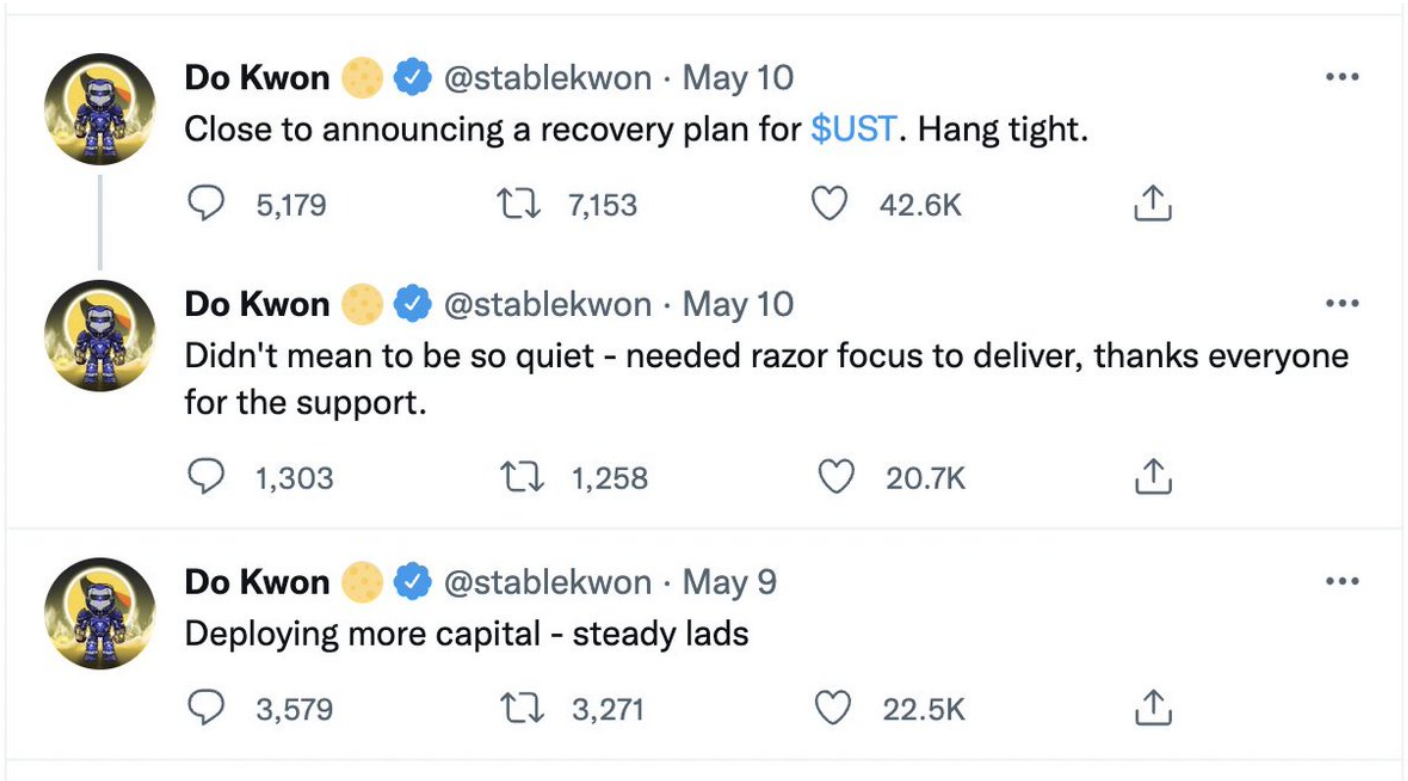 Do Kwon 🌕 @stablekwon · May 10
Close to announcing a recovery plan for $UST. Hang tight.
5,179 7,153 42.6K
Do Kwon 🌕 @stablekwon · May 10
Didn't mean to be so quiet - needed razor focus to deliver, thanks everyone
for the support.
1,303 1,258 20.7K
Do Kwon 🌕 @stablekwon · May 9
Deploying more capital - steady lads
3,579 3,271 22.5K